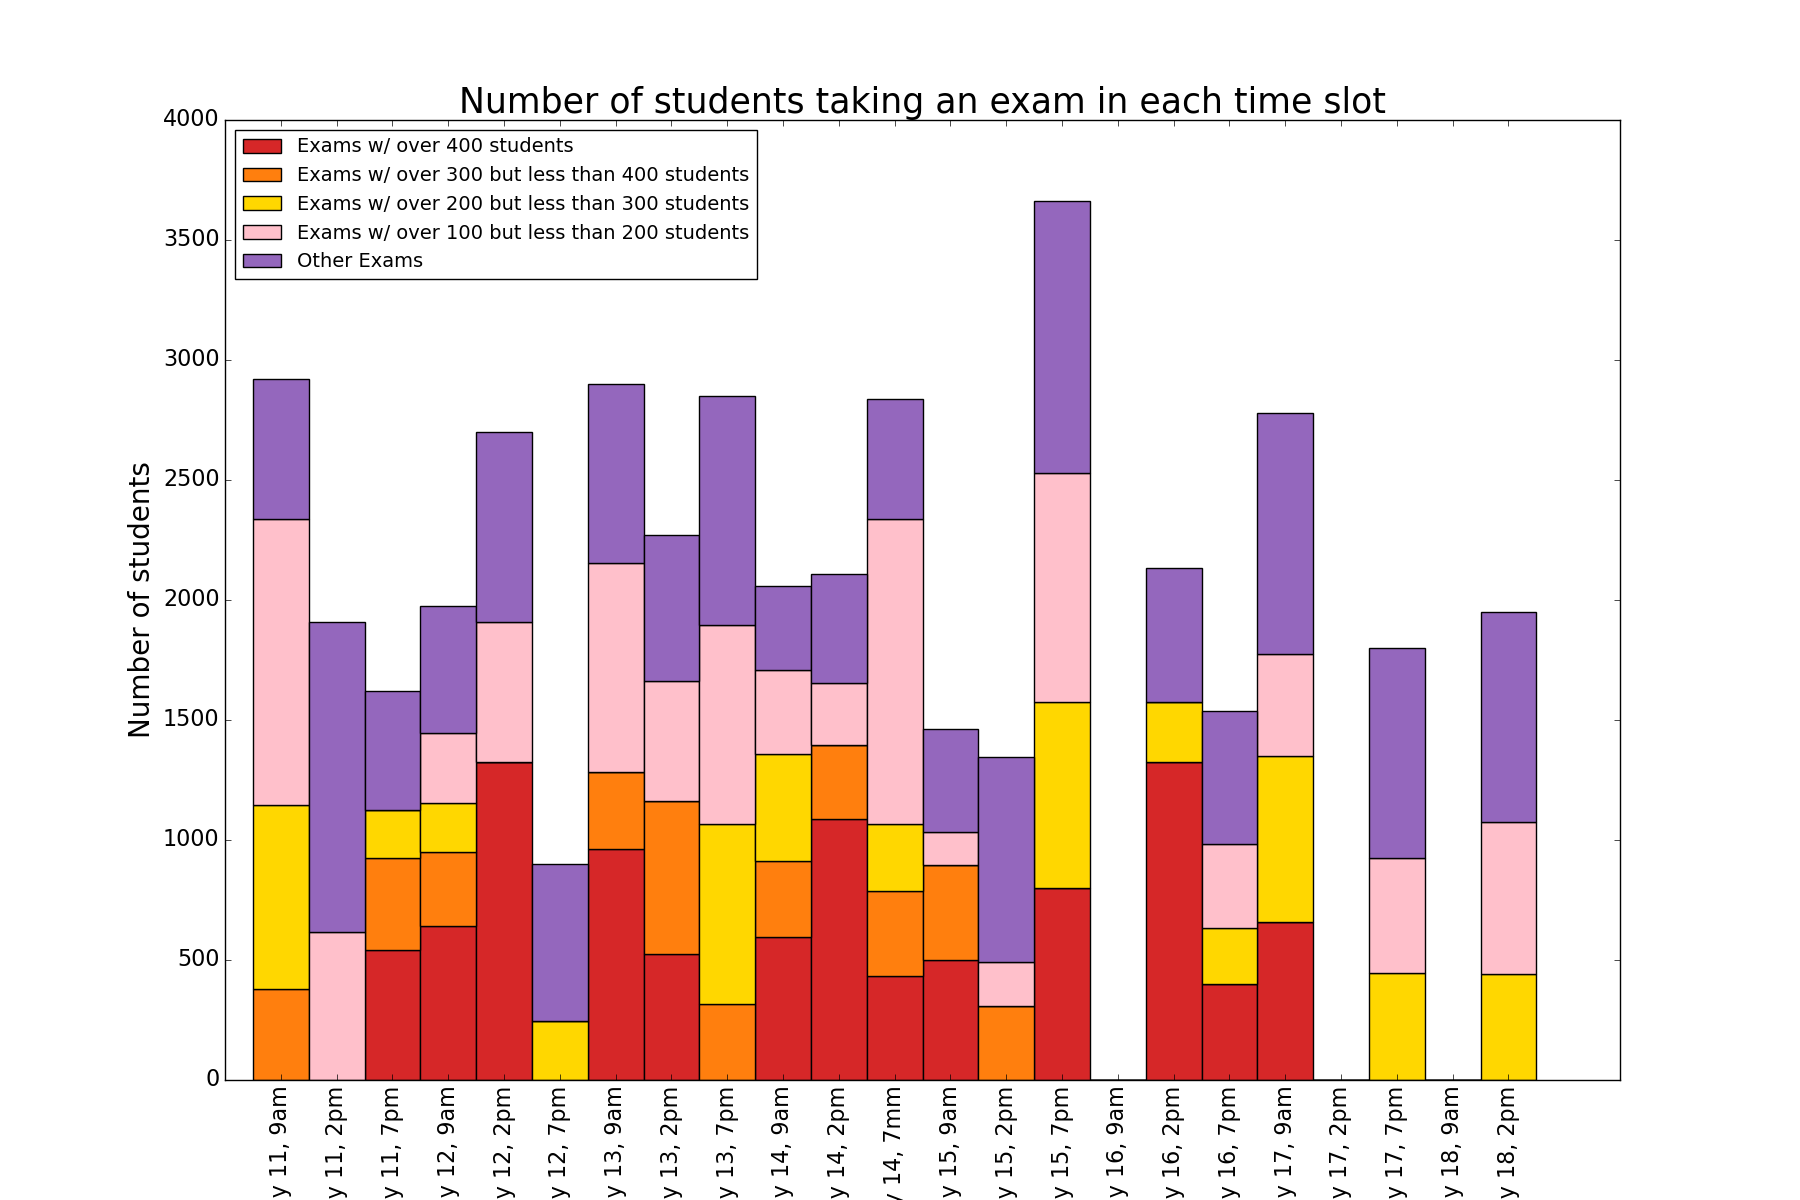 Number of students taking an exam in each time slot
Exams w/ over 400 students
Exams w/ over 300 but less than 400 students
Exams w/ over 200 but less than 300 students
Exams w/ over 100 but less than 200 students
Other Exams
Number of students
4000
3500
3000
2500
2000
1500
1000
500
0
y 11, 9am
y 11, 2pm
y 11, 7pm
y 12, 9am
y 12, 2pm
y 12, 7pm
y 13, 9am
y 13, 2pm
y 13, 7pm
y 14, 9am
y 14, 2pm
y 14, 7mm
y 15, 9am
y 15, 2pm
y 15, 7pm
y 16, 9am
y 16, 2pm
y 16, 7pm
y 17, 9am
y 17, 2pm
y 17, 7pm
y 18, 9am
y 18, 2pm